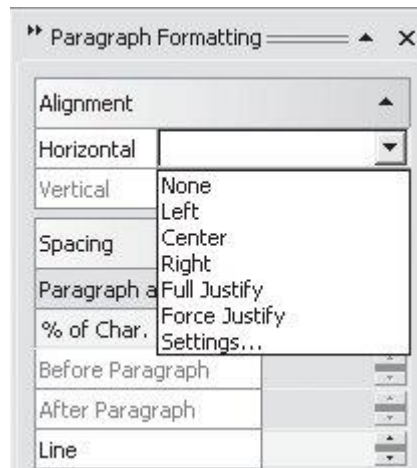 Paragraph Formatting
Alignment
Horizontal
None
Vertical
Left
Center
Spacing
Right
Paragraph a
Full Justify
Force Justify
% of Char.
Settings...
Before Paragraph
After Paragraph
Line